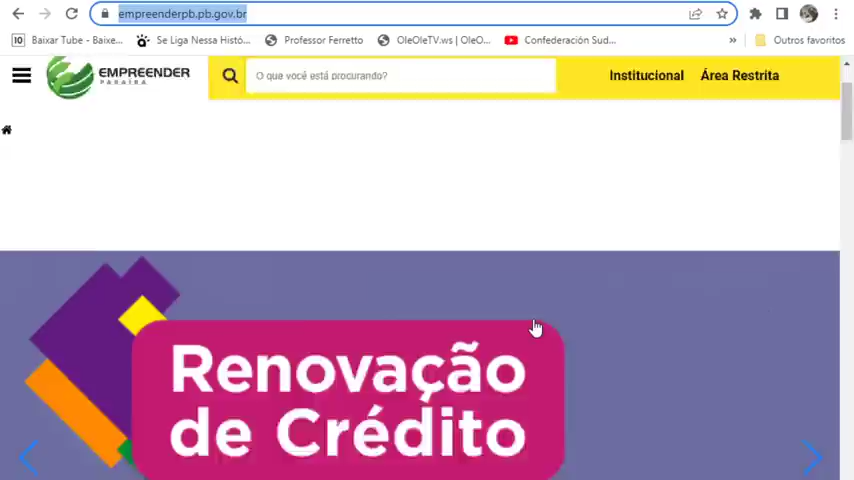 empreenderpb.pb.gov.br
Baixar Tube - Baixe...
Se Liga Nessa Histó...
Professor Ferretto
OleOleTV.ws | OleO...
Confederación Sud...
»
Outros favoritos
EMPREENDER
PARAÍBA
O que você está procurando?
Institucional
Área Restrita
Renovação
de Crédito